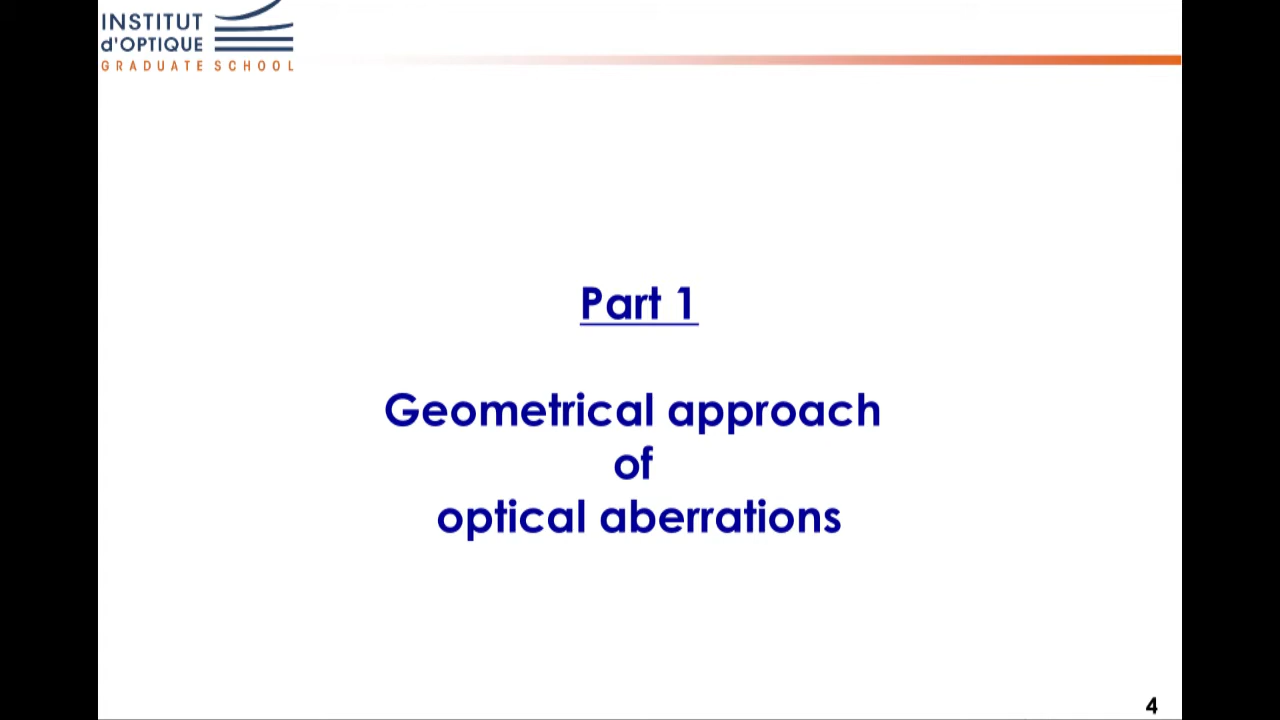 INSTITUT
d'OPTIQUE
GRADUATE SCHOOL
Part 1
Geometrical approach
of
optical aberrations
4